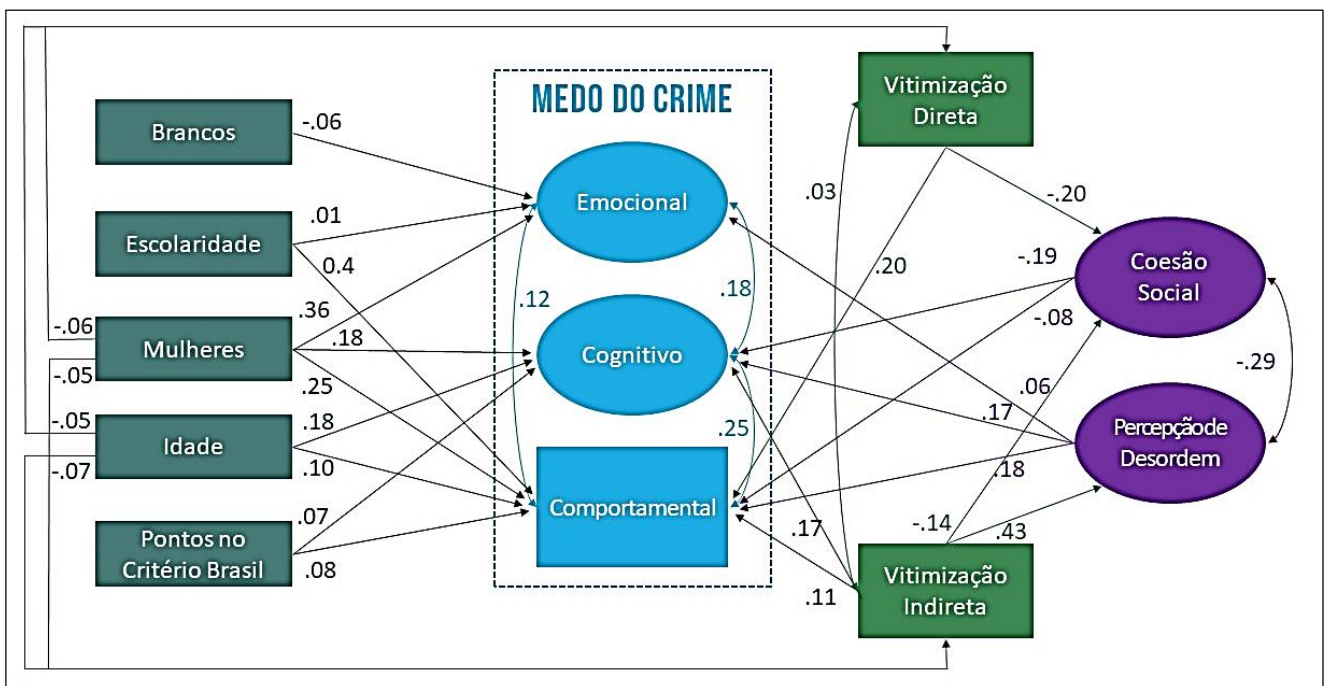 MEDO DO CRIME
Brancos
Escolaridade
Mulheres
Idade
Pontos no
Critério Brasil
Emocional
Cognitivo
Comportamental
Vitimização
Direta
Vitimização
Indireta
Coesão
Social
Percepção de
Desordem
-.06
.01
0.4
-.06
.36
.18
-.05
.25
-.05
.18
-.07
.10
.07
.08
.12
.18
.25
.03
.20
-.20
-.19
-.08
.06
-.29
.17
.18
.17
-.14
.43
.11